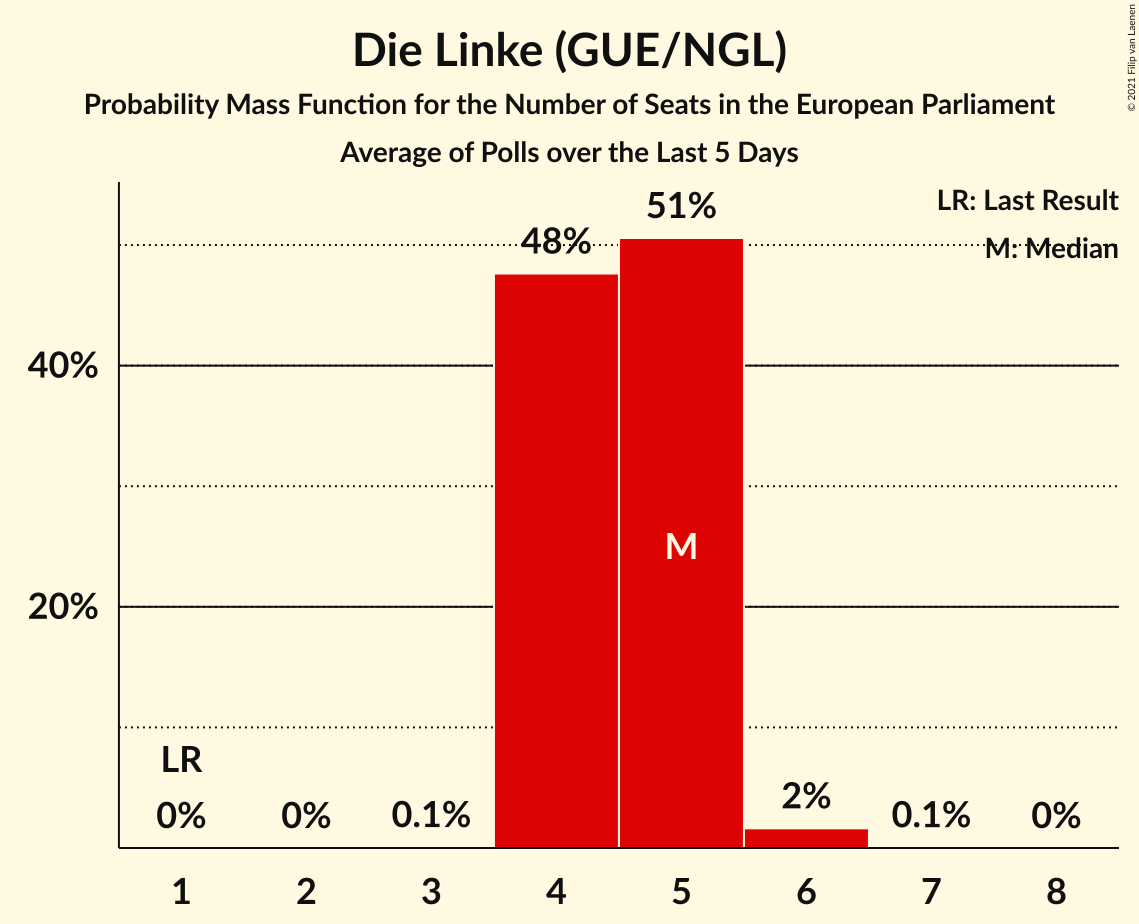 Die Linke (GUE/NGL)
Probability Mass Function for the Number of Seats in the European Parliament
Average of Polls over the Last 5 Days
© 2021 Filip van Laenen
LR: Last Result
M: Median
51%
48%
40%
M
20%
LR
0%
0%
0.1%
2%
0.1%
0%
1 2 3 4 5 6 7 8